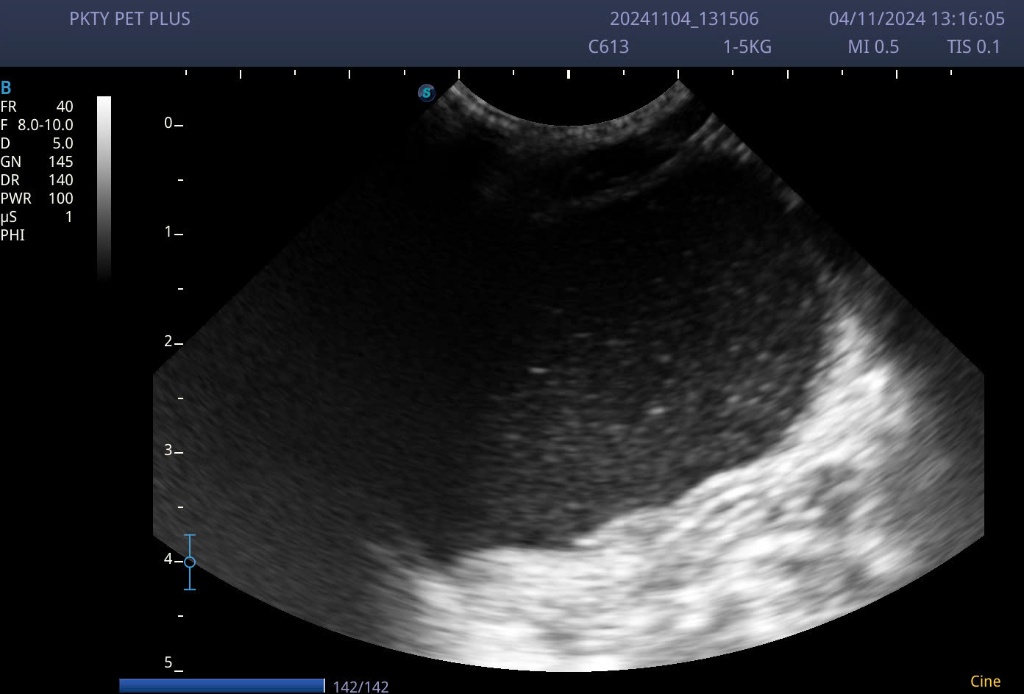 PKTY PET PLUS
20241104_131506 04/11/2024 13:16:05
C613 1-5KG MI 0.5 TIS 0.1
B
S
FR 40
F 8.0-10.0
D 5.0
GN 145
DR 140
PWR 100
µS 1
PHI
0
1
2
3
4
5
142/142
Cine